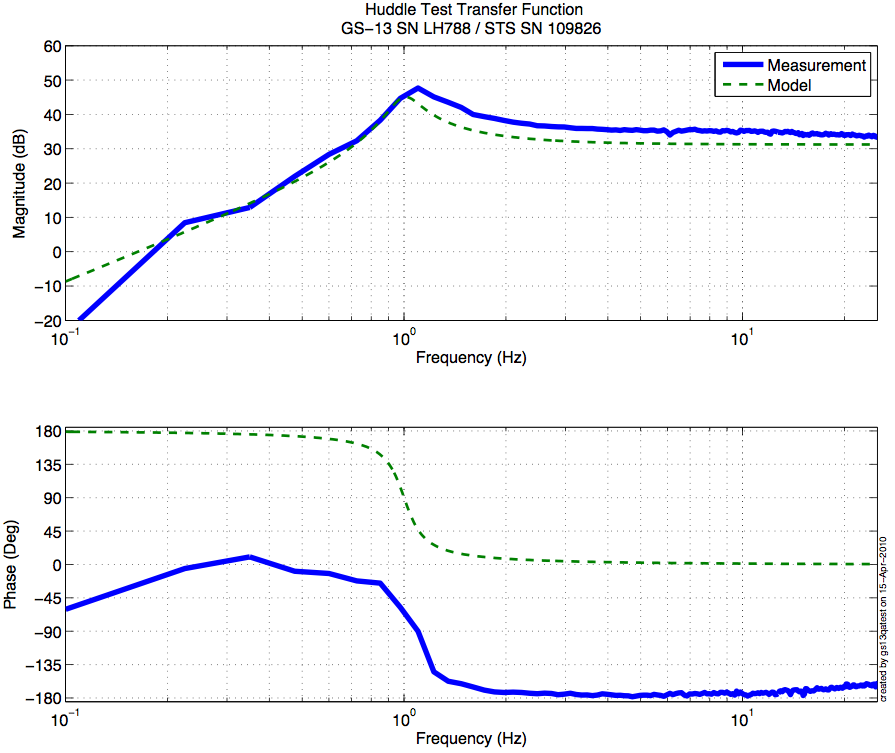 Huddle Test Transfer Function
GS−13 SN LH788 / STS SN 109826
60
50
40
30
20
10
0
−10
−20
Magnitude (dB)
Measurement
Model
10^−1
10^0
10^1
Frequency (Hz)
180
135
90
45
0
−45
−90
−135
−180
Phase (Deg)
10^−1
10^0
10^1
Frequency (Hz)
created by gs13qatest on 15−Apr−2010